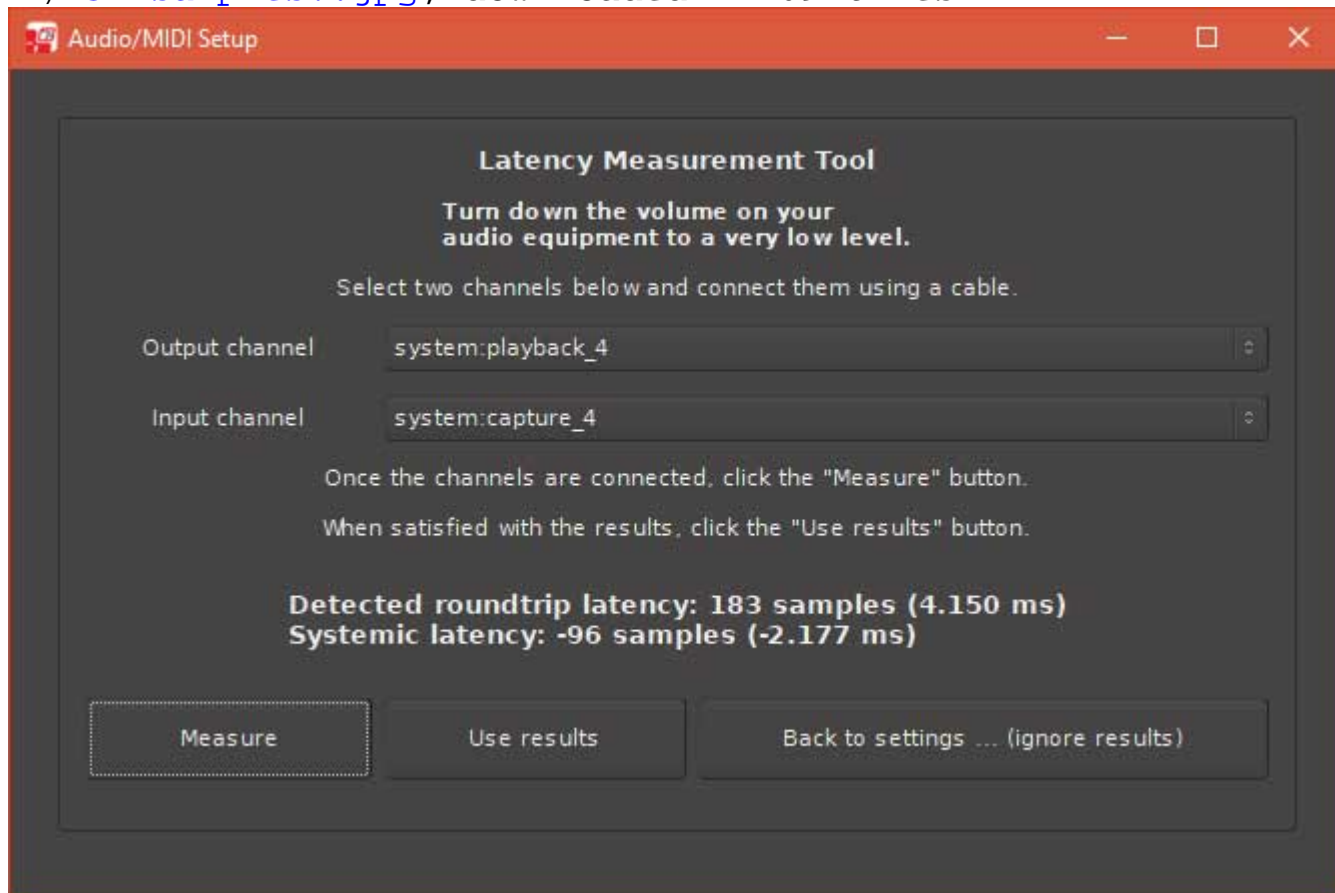 Audio/MIDI Setup
Latency Measurement Tool
Turn down the volume on your
audio equipment to a very low level.
Select two channels below and connect them using a cable.
Output channel system:playback_4
Input channel system:capture_4
Once the channels are connected, click the "Measure" button.
When satisfied with the results, click the "Use results" button.
Detected roundtrip latency: 183 samples (4.150 ms)
Systemic latency: -96 samples (-2.177 ms)
Measure Use results Back to settings ... (ignore results)